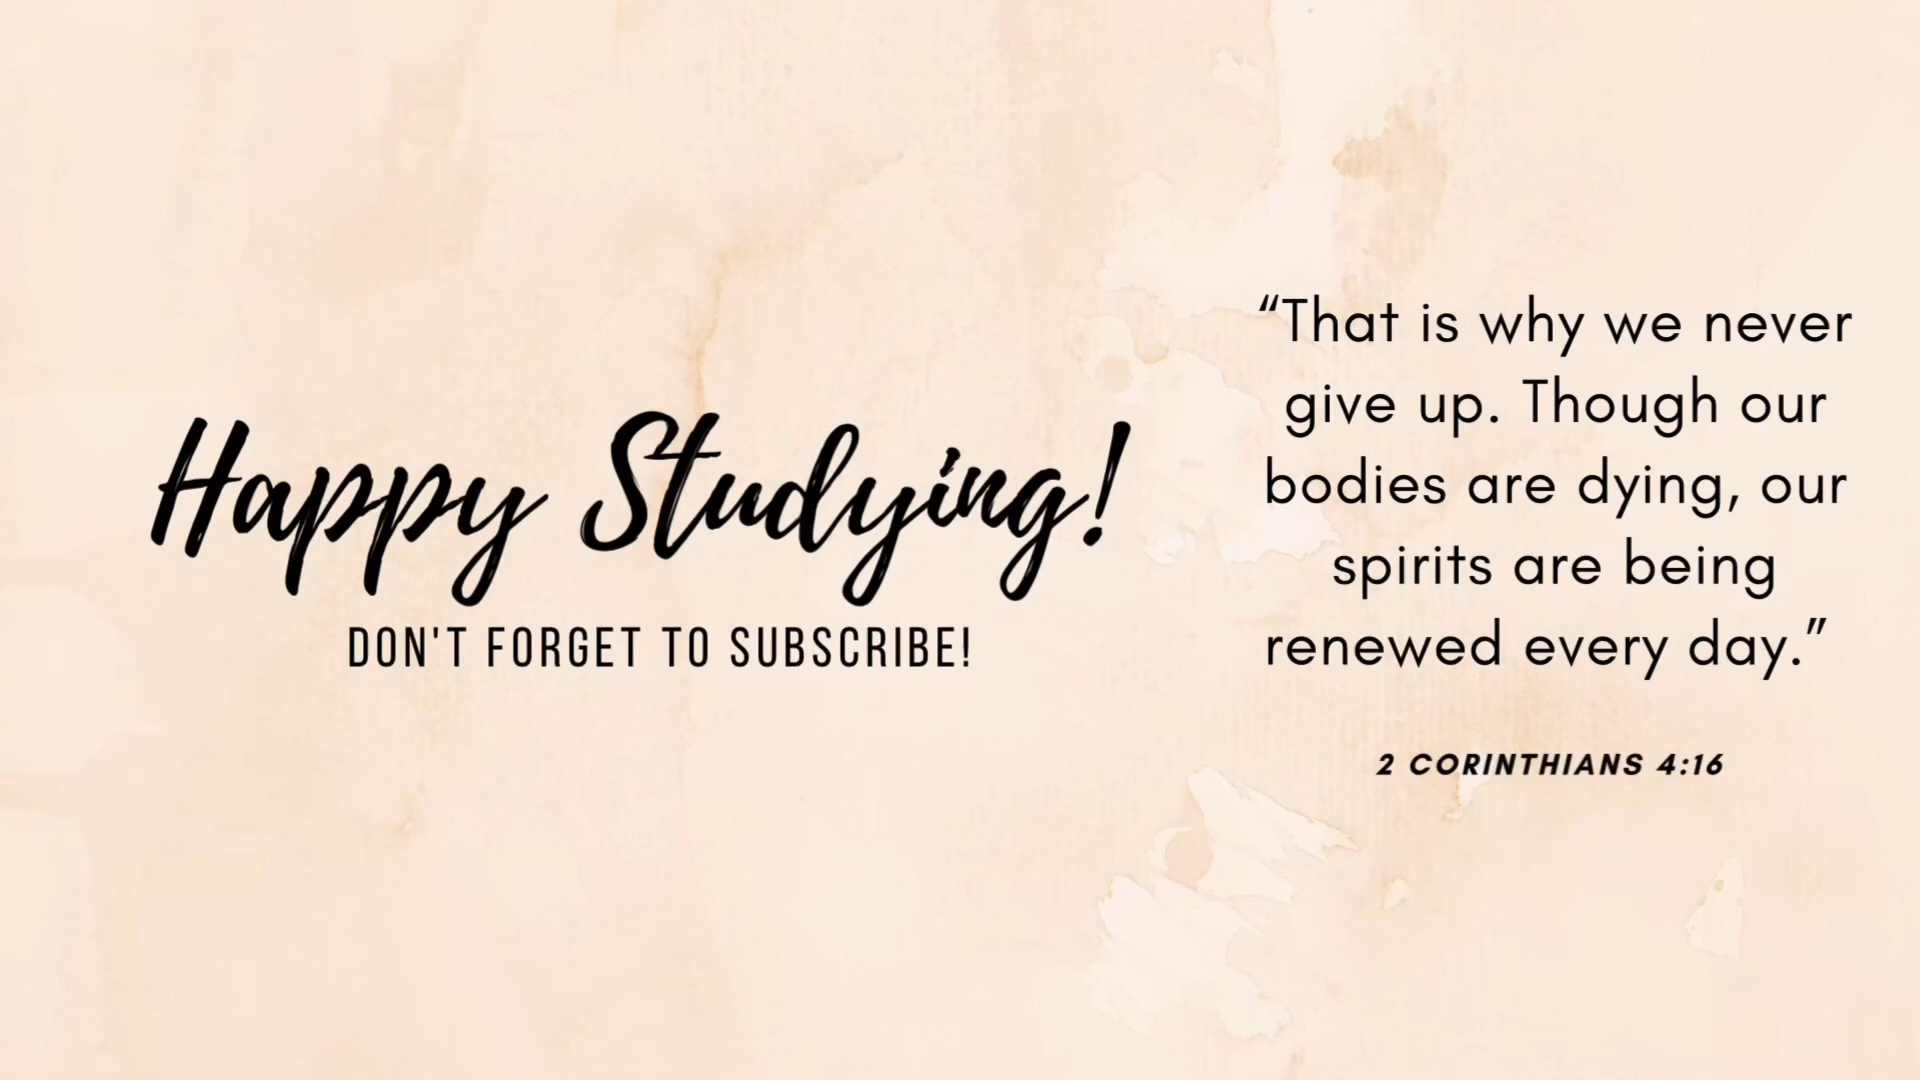 Happy Studying!
DON'T FORGET TO SUBSCRIBE!
“That is why we never
give up. Though our
bodies are dying, our
spirits are being
renewed every day.”
2 CORINTHIANS 4:16